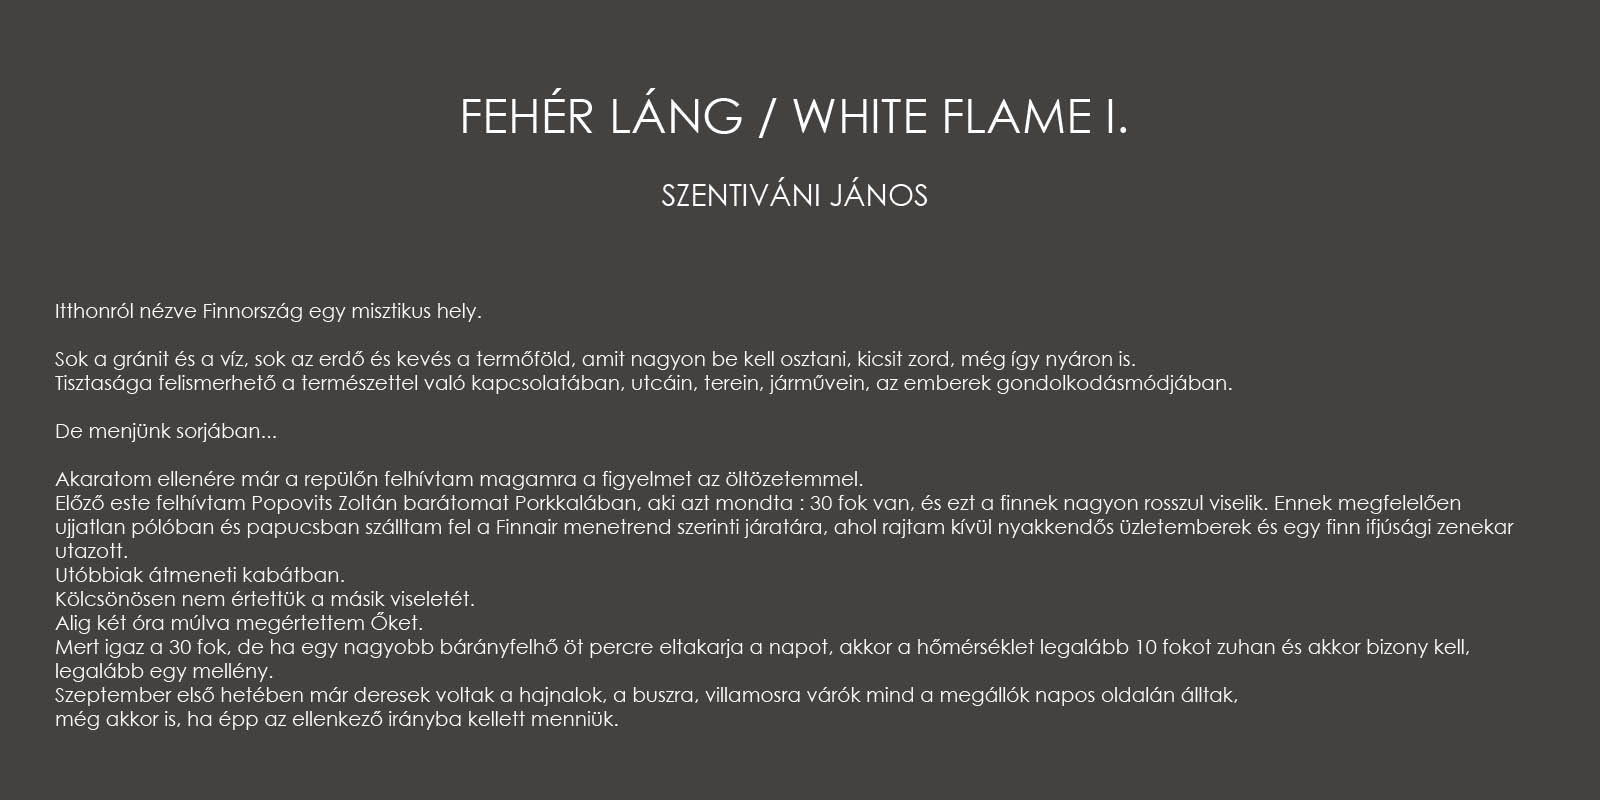 FEHÉR LÁNG / WHITE FLAME I.
SZENTIVÁNI JÁNOS
Itthonról nézve Finnország egy misztikus hely.
Sok a gránit és a víz, sok az erdő és kevés a termőföld, amit nagyon be kell osztani, kicsit zord, még így nyáron is.
Tisztasága felismerhető a természettel való kapcsolatában, utcáin, terein, járművein, az emberek gondolkodásmódjában.
De menjünk sorjában...
Akaratom ellenére már a repülőn felhívtam magamra a figyelmet az öltözetemmel.
Előző este felhívtam Popovits Zoltán barátomat Porkkalában, aki azt mondta : 30 fok van, és ezt a finnek nagyon rosszul viselik. Ennek megfelelően
ujjatlan pólóban és papucsban szálltam fel a Finnair menetrend szerinti járatára, ahol rajtam kívül nyakkendős üzletemberek és egy finn ifjúsági zenekar
utazott.
Utóbbiak átmeneti kabátban.
Kölcsönösen nem értettük a másik viseletét.
Alig két óra múlva megértettem Őket.
Mert igaz a 30 fok, de ha egy nagyobb bárányfelhő öt percre eltakarja a napot, akkor a hőmérséklet legalább 10 fokot zuhan és akkor bizony kell,
legalább egy mellény.
Szeptember első hetében már deresek voltak a hajnalok, a buszra, villamosra várók mind a megállók napos oldalán álltak,
még akkor is, ha épp az ellenkező irányba kellett menniük.